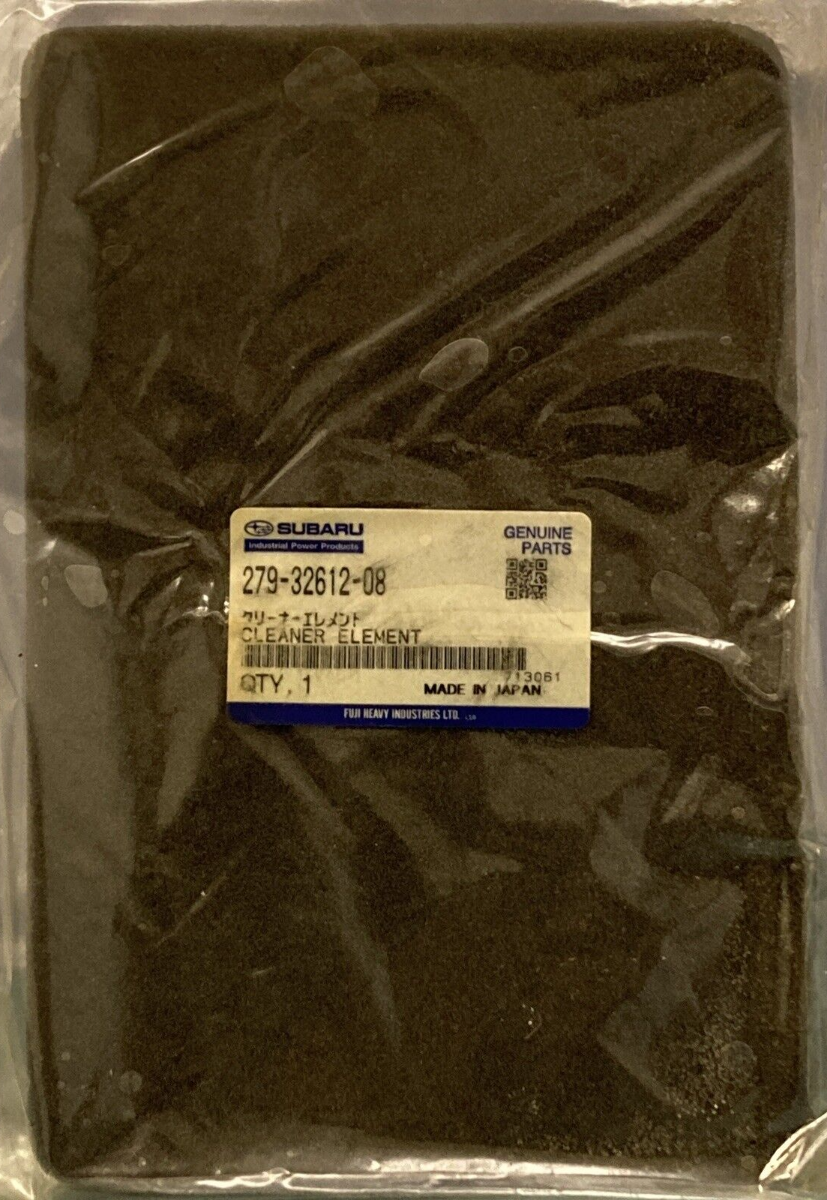 SUBARU
Industrial Power Products
GENUINE
PARTS
279-32612-08
クリーナーエレメント
CLEANER ELEMENT
713061
QTY, 1
MADE IN JAPAN
FUJI HEAVY INDUSTRIES LTD.